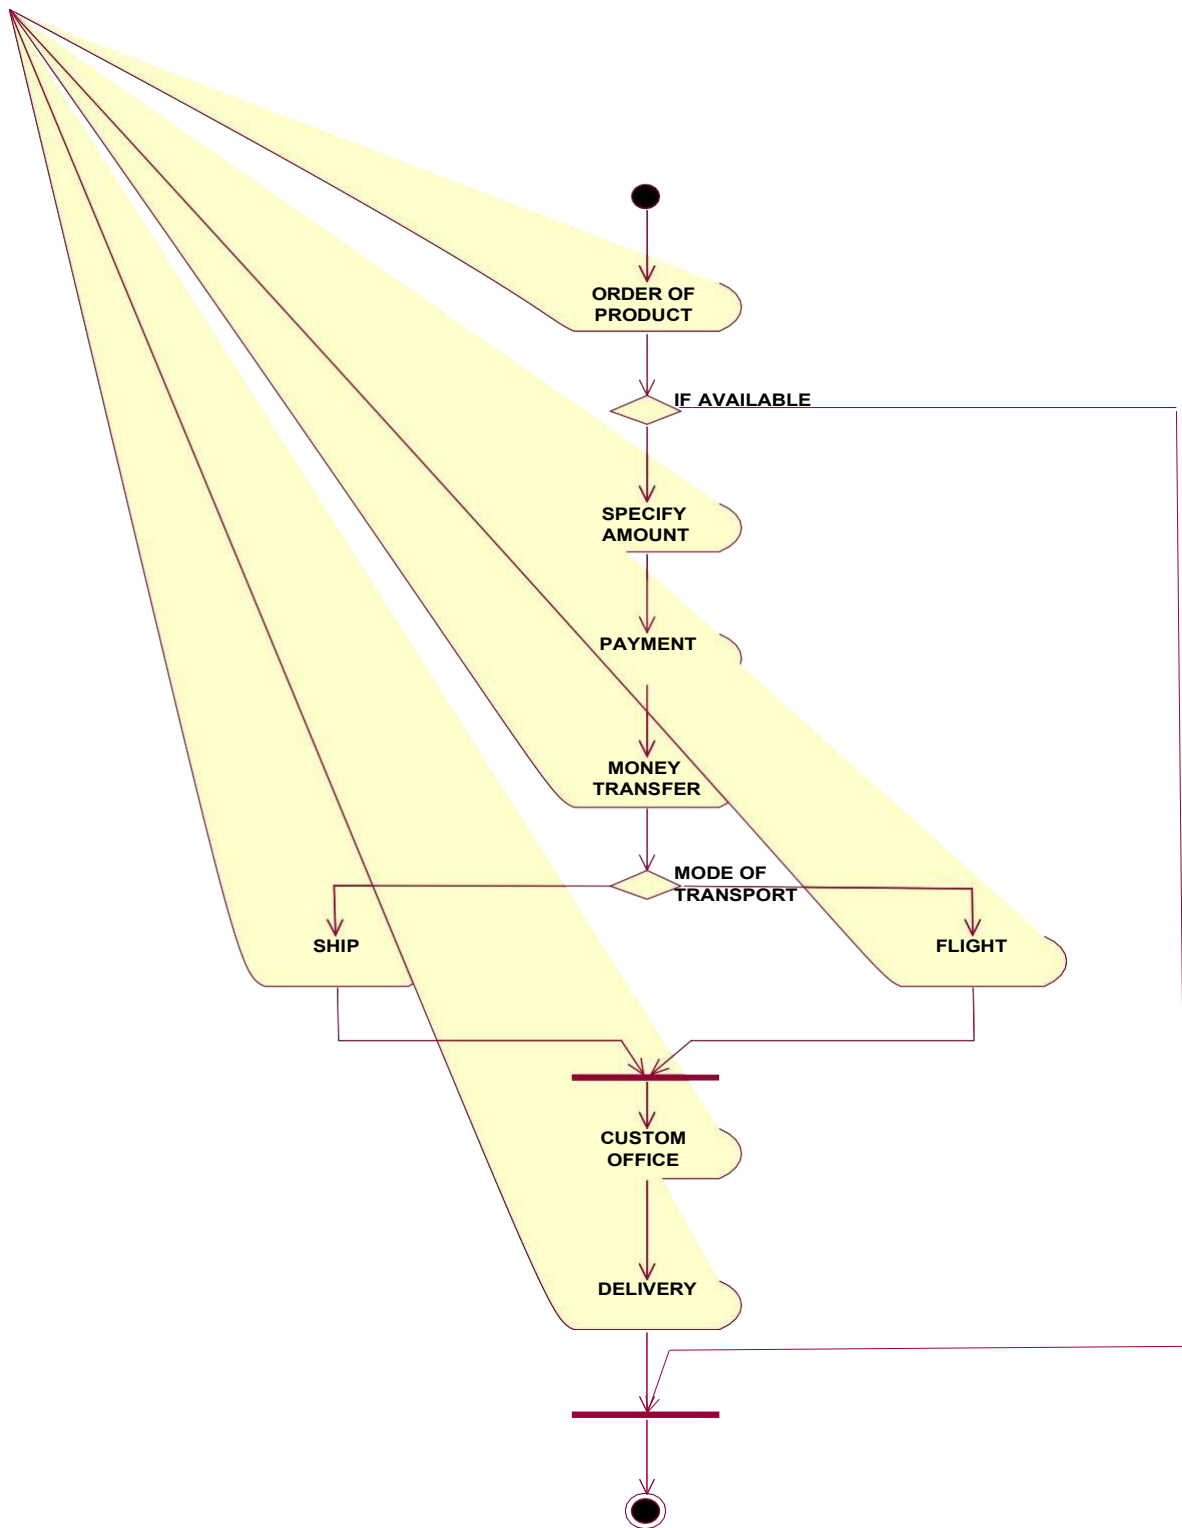 ORDER OF
PRODUCT
IF AVAILABLE
SPECIFY
AMOUNT
PAYMENT
MONEY
TRANSFER
MODE OF
TRANSPORT
SHIP
FLIGHT
CUSTOM
OFFICE
DELIVERY